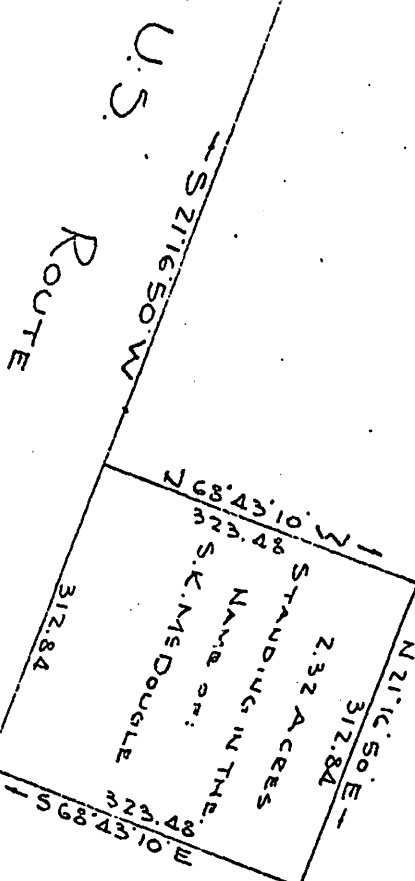 U.S.
ROUTE
← S 21°16'50" W
N 68°43'10" W →
323.48
N 21°16'50" E →
312.84
2.32 ACRES
STANDING IN THE
NAME OF:
S.K. McDOUGLE
312.84
323.48
← S 68°43'10" E